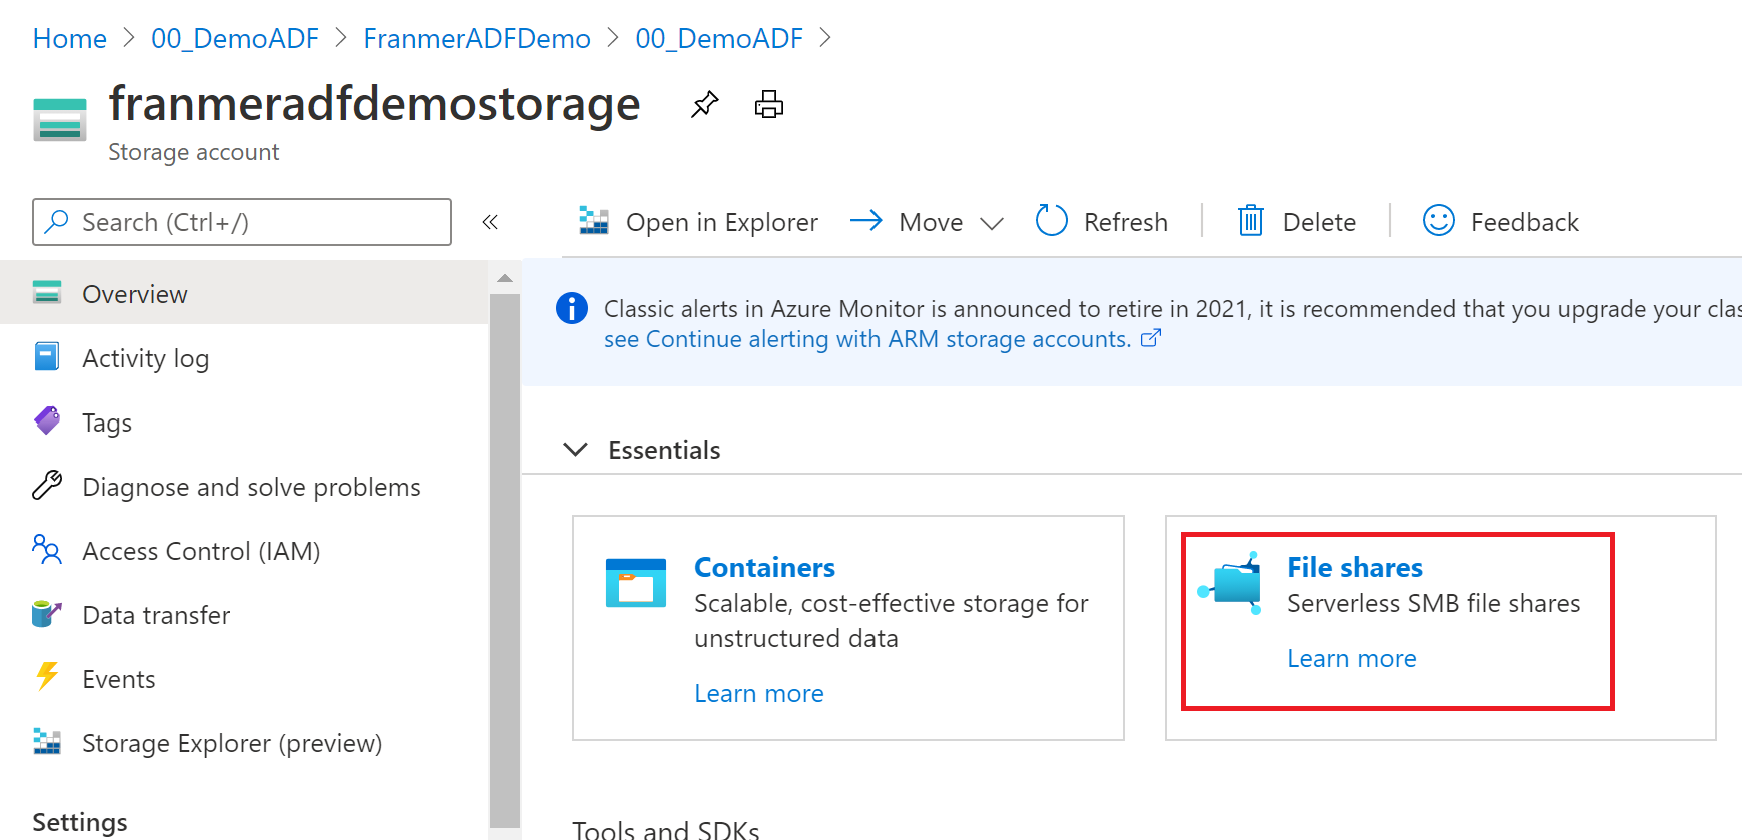 Home > 00_DemoADF > FranmerADFDemo > 00_DemoADF >
franmeradfdemostorage
Storage account
Search (Ctrl+/)
«
Open in Explorer
Move
Refresh
Delete
Feedback
Overview
Activity log
Tags
Diagnose and solve problems
Access Control (IAM)
Data transfer
Events
Storage Explorer (preview)
Settings
Classic alerts in Azure Monitor is announced to retire in 2021, it is recommended that you upgrade your
see Continue alerting with ARM storage accounts.
Essentials
Containers
Scalable, cost-effective storage for
unstructured data
Learn more
File shares
Serverless SMB file shares
Learn more
Tools and SDKs